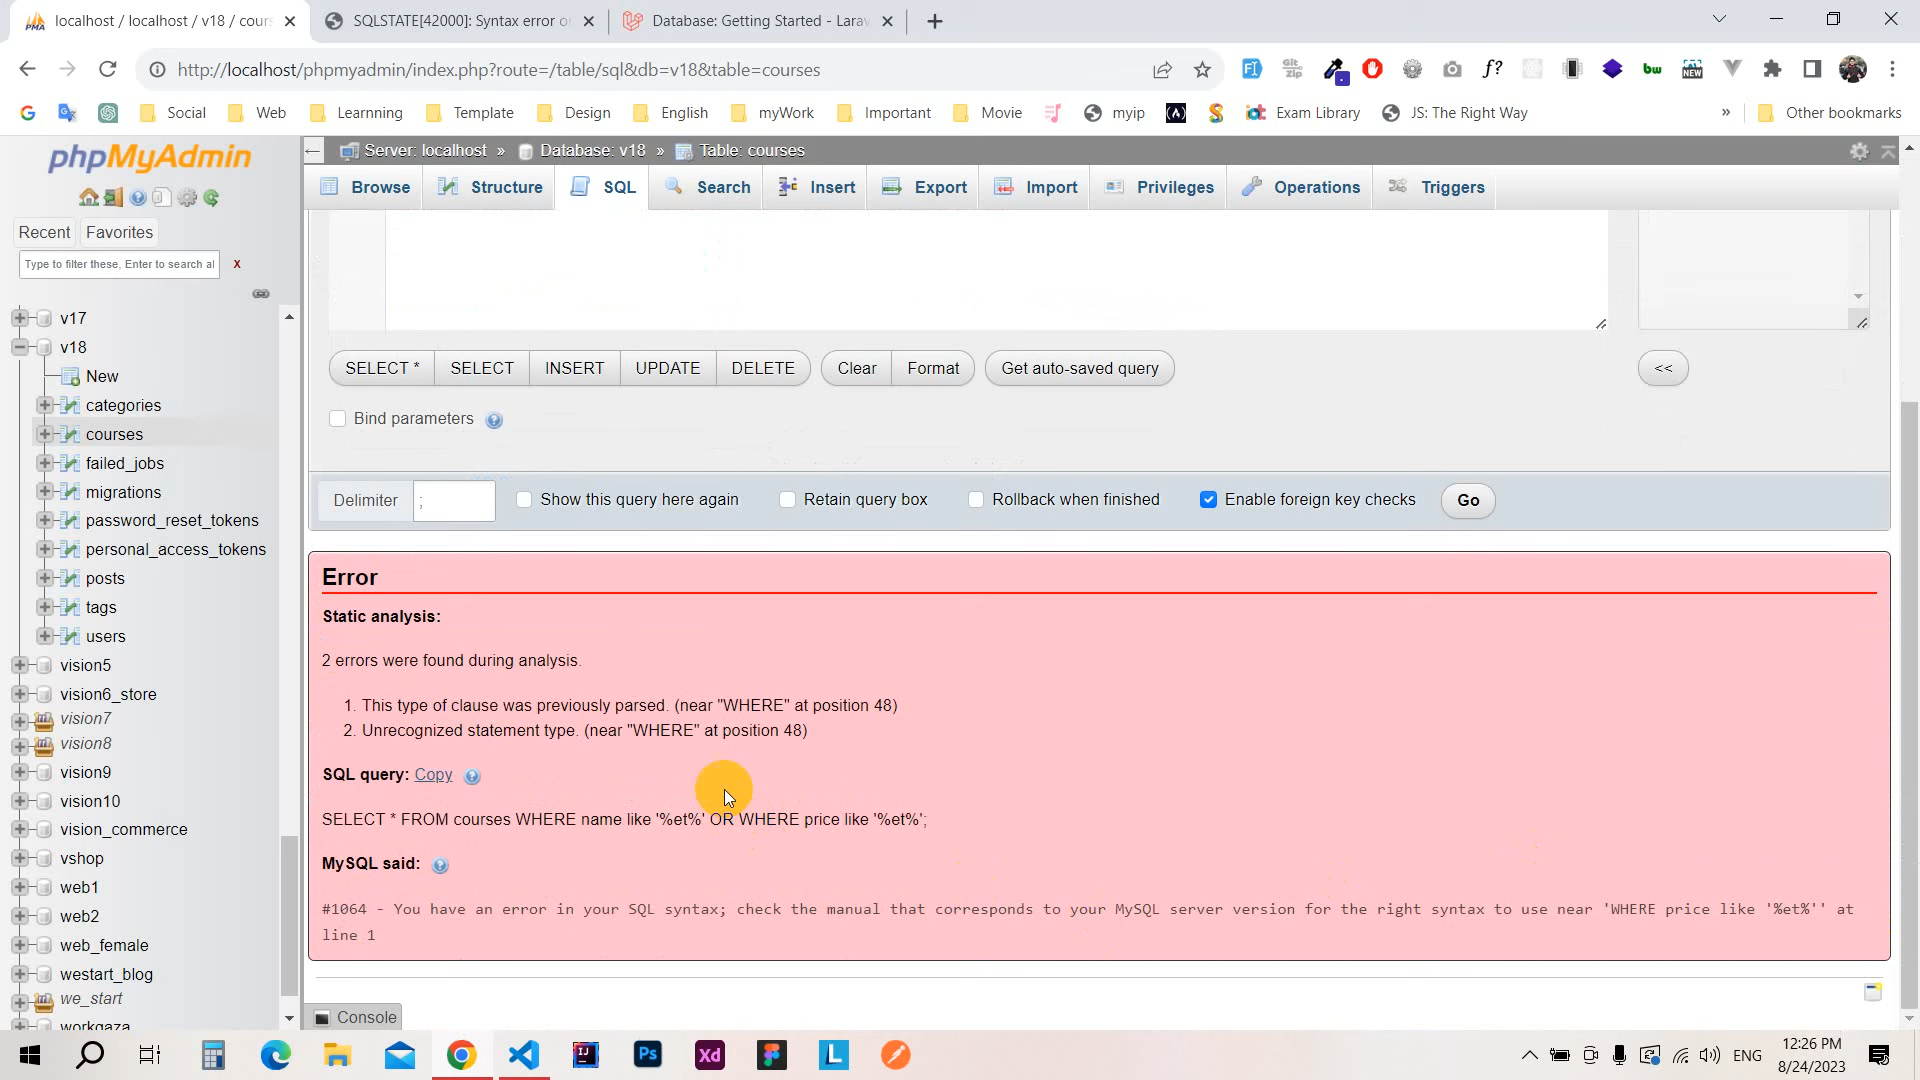 localhost / localhost / v18 / cours
SQLSTATE[42000]: Syntax error o
Database: Getting Started - Larav
http://localhost/phpmyadmin/index.php?route=/table/sql&db=v18&table=courses
Social
Web
Learnning
Template
Design
English
myWork
Important
Movie
myip
Exam Library
JS: The Right Way
»
Other bookmarks
phpMyAdmin
Recent
Favorites
Type to filter these, Enter to search al
X
v17
v18
New
categories
courses
failed_jobs
migrations
password_reset_tokens
personal_access_tokens
posts
tags
users
vision5
vision6_store
vision7
vision8
vision9
vision10
vision_commerce
vshop
web1
web2
web_female
westart_blog
we_start
workgaza
Server: localhost » Database: v18 » Table: courses
Browse
Structure
SQL
Search
Insert
Export
Import
Privileges
Operations
Triggers
SELECT *
SELECT
INSERT
UPDATE
DELETE
Clear
Format
Get auto-saved query
<<
Bind parameters
Delimiter
;
Show this query here again
Retain query box
Rollback when finished
Enable foreign key checks
Go
Error
Static analysis:
2 errors were found during analysis.
1. This type of clause was previously parsed. (near "WHERE" at position 48)
2. Unrecognized statement type. (near "WHERE" at position 48)
SQL query: Copy
SELECT * FROM courses WHERE name like '%et%' OR WHERE price like '%et%';
MySQL said:
#1064 - You have an error in your SQL syntax; check the manual that corresponds to your MySQL server version for the right syntax to use near 'WHERE price like '%et%'' at
line 1
Console
ENG
12:26 PM
8/24/2023